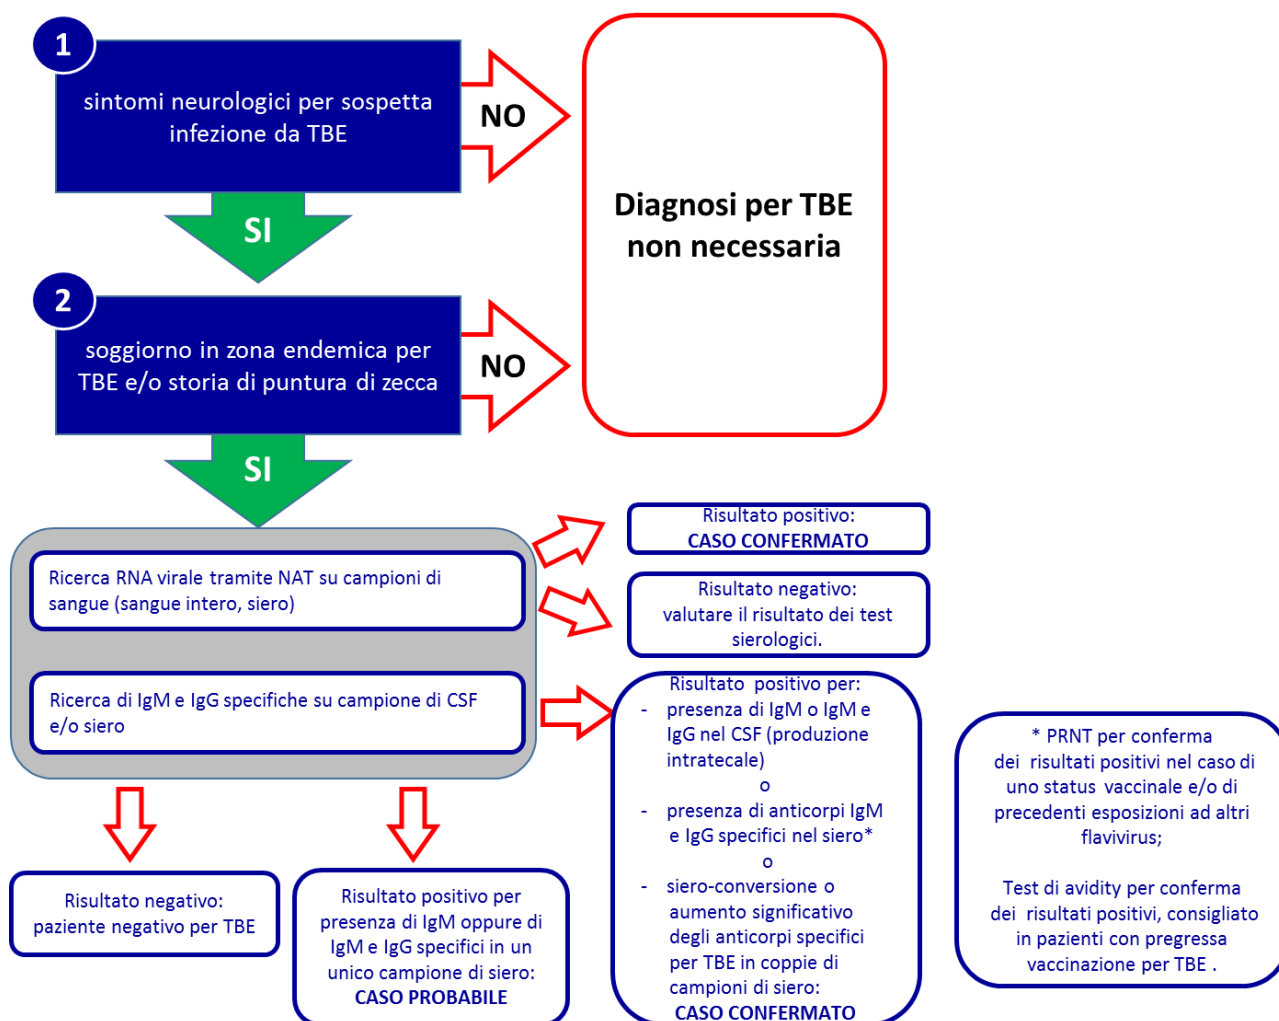 1
sintomi neurologici per sospetta
infezione da TBE
NO
SI
Diagnosi per TBE
non necessaria
2
soggiorno in zona endemica per
TBE e/o storia di puntura di zecca
NO
SI
Ricerca RNA virale tramite NAT su campioni di
sangue (sangue intero, siero)
Risultato positivo:
CASO CONFERMATO
Risultato negativo:
valutare il risultato dei test
sierologici.
Ricerca di IgM e IgG specifiche su campione di CSF
e/o siero
Risultato positivo per:
- presenza di IgM o IgM e
IgG nel CSF (produzione
intratecale)
o
- presenza di anticorpi IgM
e IgG specifici nel siero*
o
- siero-conversione o
aumento significativo
degli anticorpi specifici
per TBE in coppie di
campioni di siero:
CASO CONFERMATO
* PRNT per conferma
dei risultati positivi nel caso di
uno status vaccinale e/o di
precedenti esposizioni ad altri
flavivirus;
Test di avidity per conferma
dei risultati positivi, consigliato
in pazienti con pregressa
vaccinazione per TBE .
Risultato negativo:
paziente negativo per TBE
Risultato positivo per
presenza di IgM oppure di
IgM e IgG specifici in un
unico campione di siero:
CASO PROBABILE